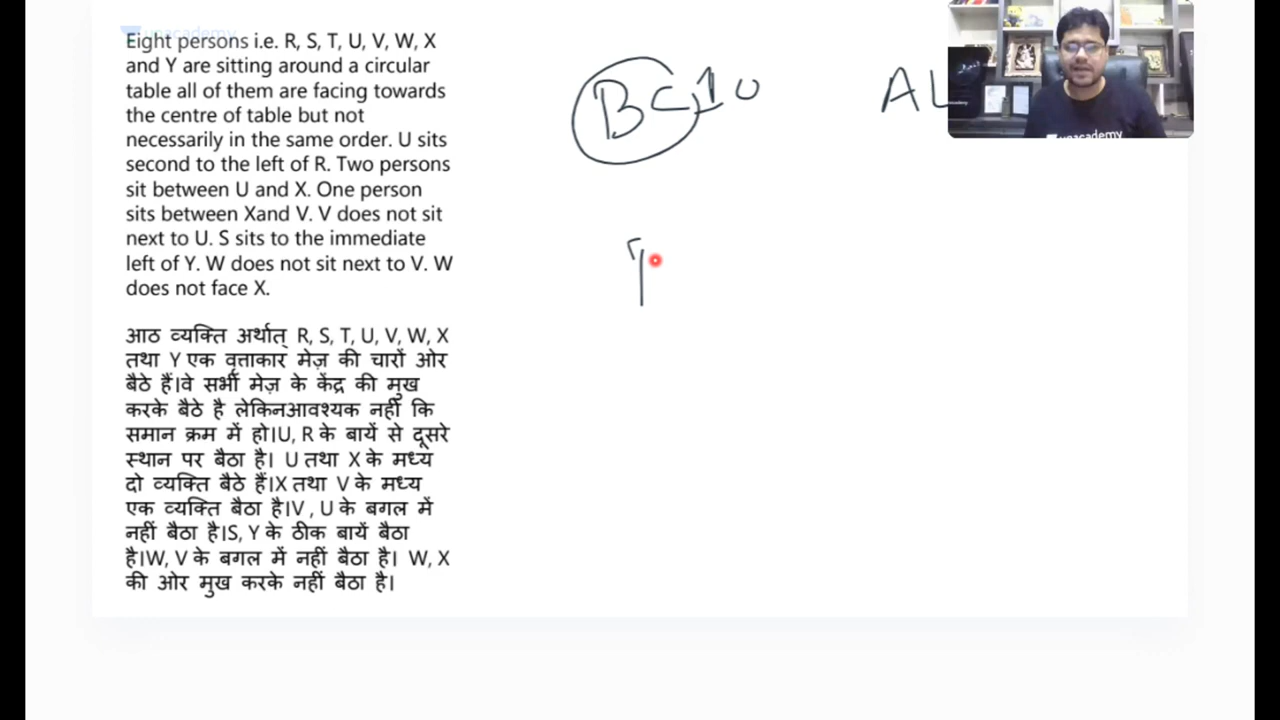 unacademy
Eight persons i.e. R, S, T, U, V, W, X
and Y are sitting around a circular
table all of them are facing towards
the centre of table but not
necessarily in the same order. U sits
second to the left of R. Two persons
sit between U and X. One person
sits between Xand V. V does not sit
next to U. S sits to the immediate
left of Y. W does not sit next to V. W
does not face X.
आठ व्यक्ति अर्थात् R, S, T, U, V, W, X
तथा Y एक वृत्ताकार मेज़ की चारों ओर
बैठे हैं।वे सभी मेज़ के केंद्र की मुख
करके बैठे है लेकिनआवश्यक नहीं कि
समान क्रम में हो।U, R के बायें से दूसरे
स्थान पर बैठा है। U तथा X के मध्य
दो व्यक्ति बैठे हैं।X तथा V के मध्य
एक व्यक्ति बैठा है।V , U के बगल में
नहीं बैठा है।S, Y के ठीक बायें बैठा
है।W, V के बगल में नहीं बैठा है। W, X
की ओर मुख करके नहीं बैठा है।
unacademy